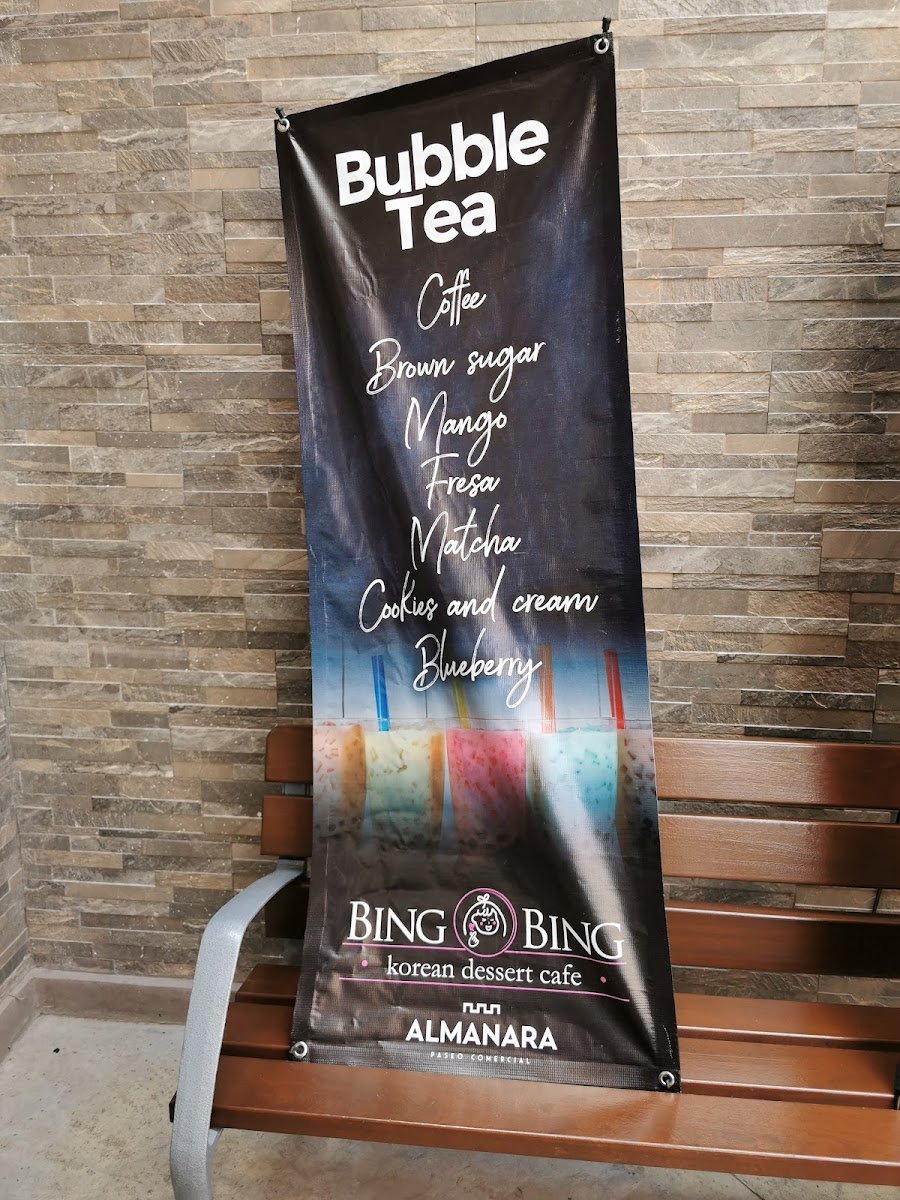 Bubble
Tea
Coffee
Brown sugar
Mango
Fresa
Matcha
Cookies and cream
Blueberry
BING BING
korean dessert cafe
ALMANARA
PASEO COMERCIAL